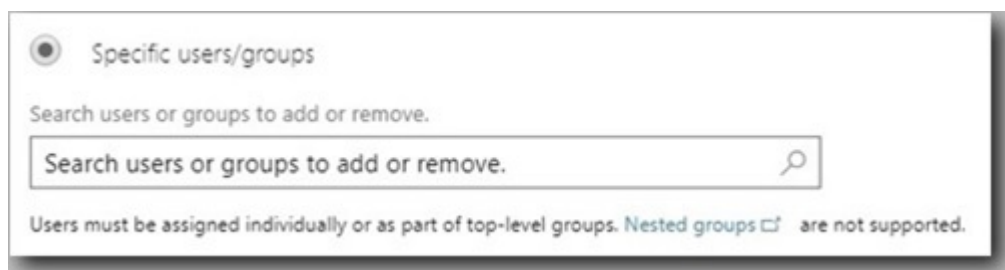 Specific users/groups
Search users or groups to add or remove.
Search users or groups to add or remove.
Users must be assigned individually or as part of top-level groups. Nested groups are not supported.